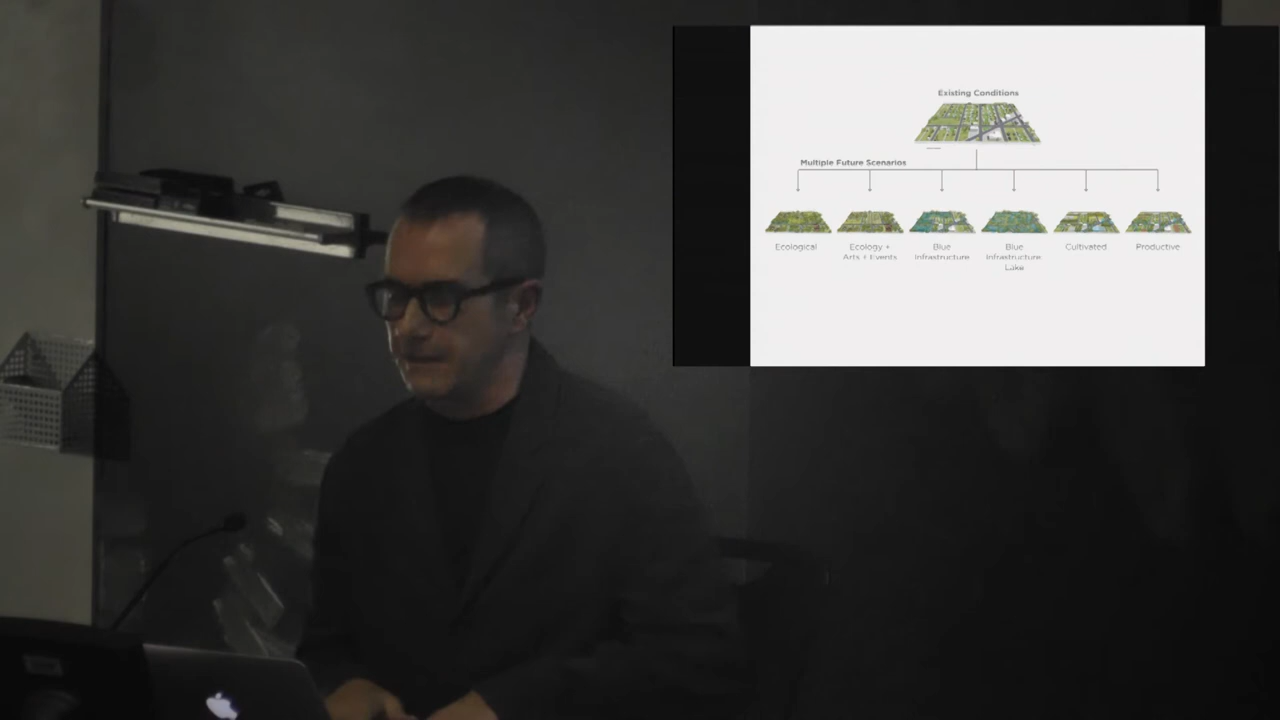 Existing Conditions
Multiple Future Scenarios
Ecological
Ecology +
Arts + Events
Blue
Infrastructure
Blue
Infrastructure
Lake
Cultivated
Productive